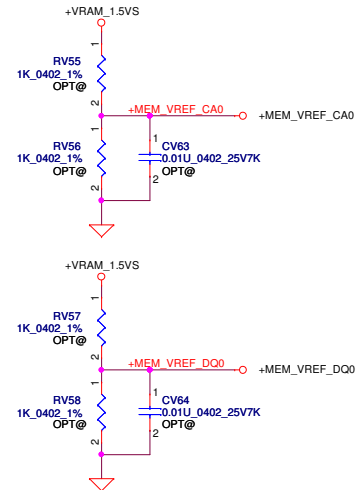 +VRAM_1.5VS
1
RV55
1K_0402_1%
OPT@
2
+MEM_VREF_CA0
+MEM_VREF_CA0
RV56
1K_0402_1%
OPT@
1
2
1
CV63
0.01U_0402_25V7K
OPT@
2
+VRAM_1.5VS
1
RV57
1K_0402_1%
OPT@
2
+MEM_VREF_DQ0
+MEM_VREF_DQ0
RV58
1K_0402_1%
OPT@
1
2
1
CV64
0.01U_0402_25V7K
OPT@
2